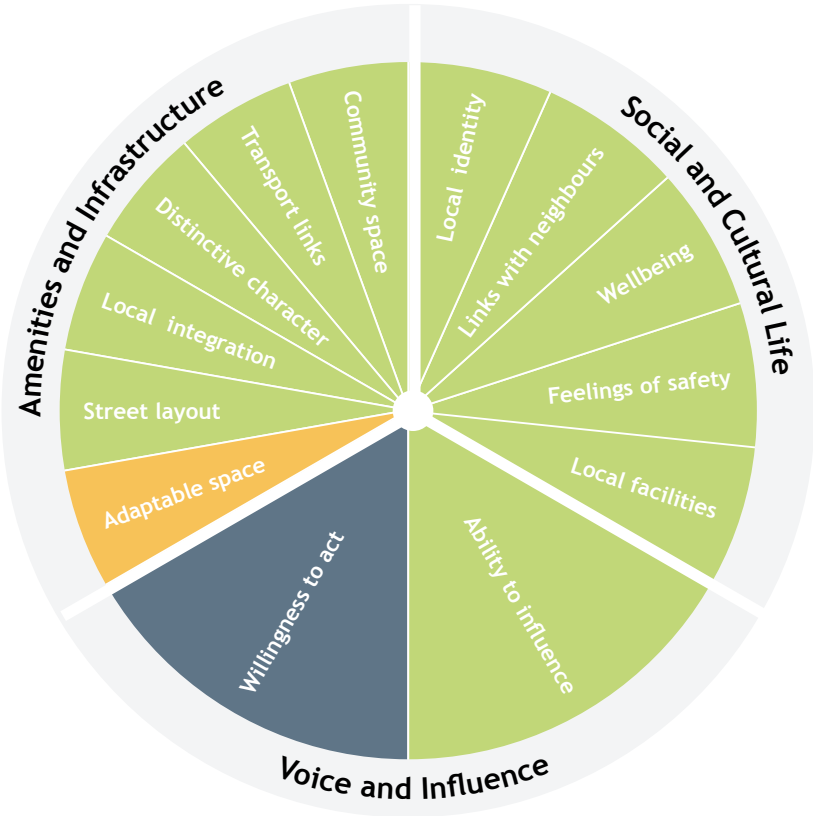 Amenities and Infrastructure
Social and Cultural Life
Voice and Influence
Community space
Transport links
Distinctive character
Local integration
Street layout
Adaptable space
Local identity
Links with neighbours
Wellbeing
Feelings of safety
Local facilities
Willingness to act
Ability to influence